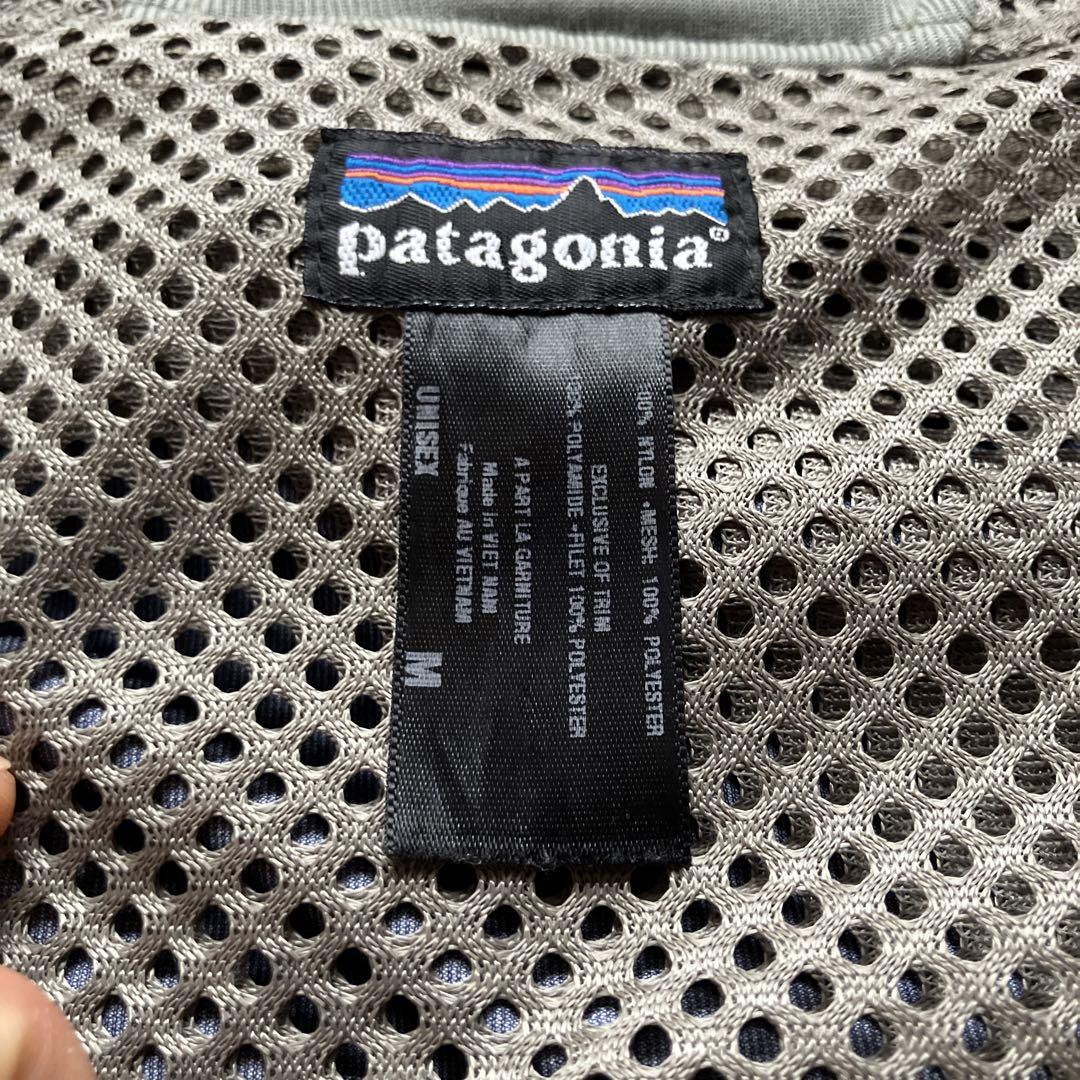 patagonia®
100% NYLON •MESH: 100% POLYESTER
EXCLUSIVE OF TRIM
100% POLYAMIDE•FILET 100% POLYESTER
A PART LA GARNITURE
Made in VIET NAM
Fabrique AU VIETNAM
UNISEX M